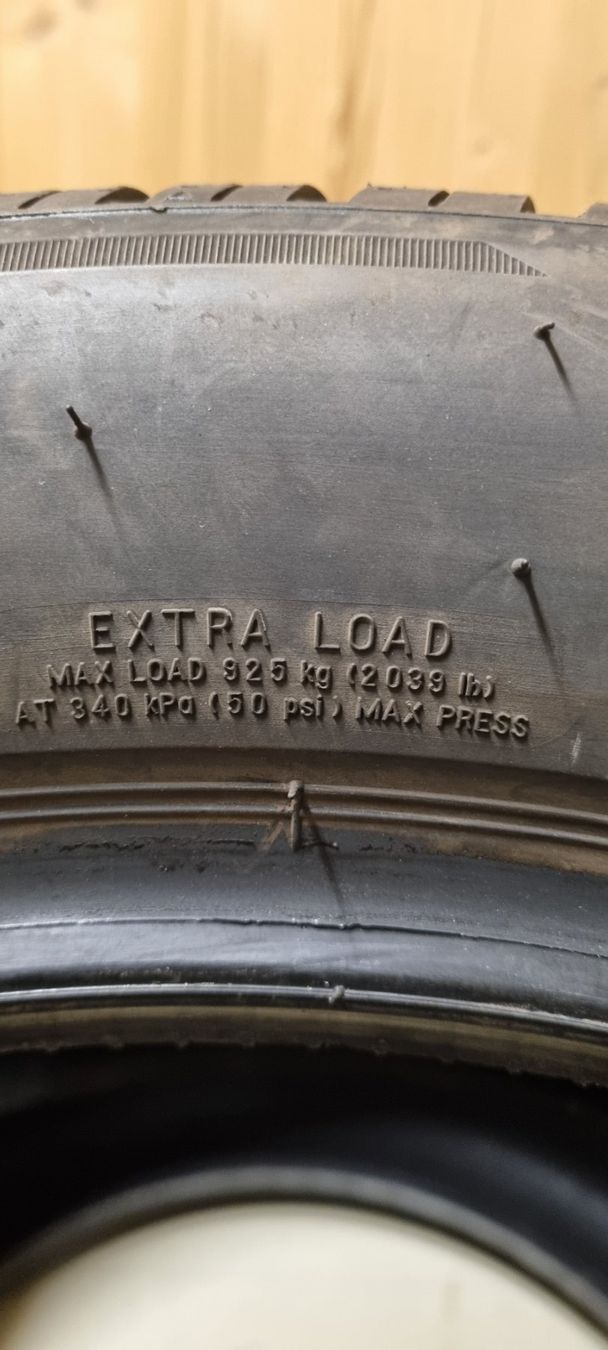 EXTRA LOAD
MAX LOAD 925 kg (2039 lb)
AT 340 kPa (50 psi) MAX PRESS